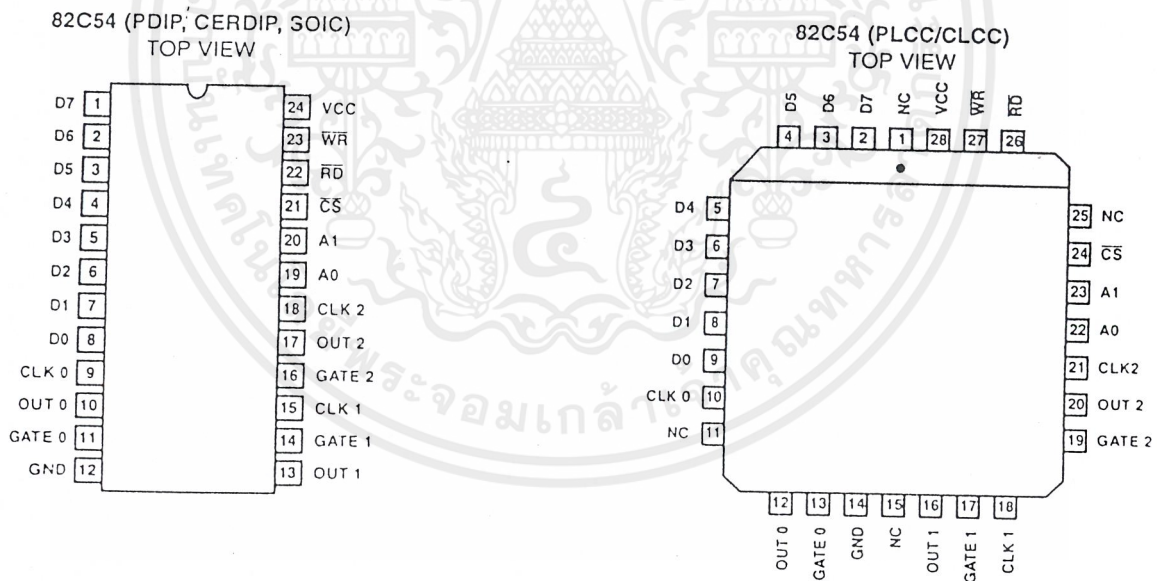 82C54 (PDIP, CERDIP, SOIC)
TOP VIEW
D7 1
D6 2
D5 3
D4 4
D3 5
D2 6
D1 7
D0 8
CLK 0 9
OUT 0 10
GATE 0 11
GND 12
24 VCC
23 W̅R̅
22 R̅D̅
21 C̅S̅
20 A1
19 A0
18 CLK 2
17 OUT 2
16 GATE 2
15 CLK 1
14 GATE 1
13 OUT 1
82C54 (PLCC/CLCC)
TOP VIEW
D5 D6 D7 NC VCC W̅R̅ R̅D̅
4 3 2 1 28 27 26
D4 5
D3 6
D2 7
D1 8
D0 9
CLK 0 10
NC 11
25 NC
24 C̅S̅
23 A1
22 A0
21 CLK2
20 OUT 2
19 GATE 2
12 13 14 15 16 17 18
OUT 0 GATE 0 GND NC OUT 1 GATE 1 CLK 1